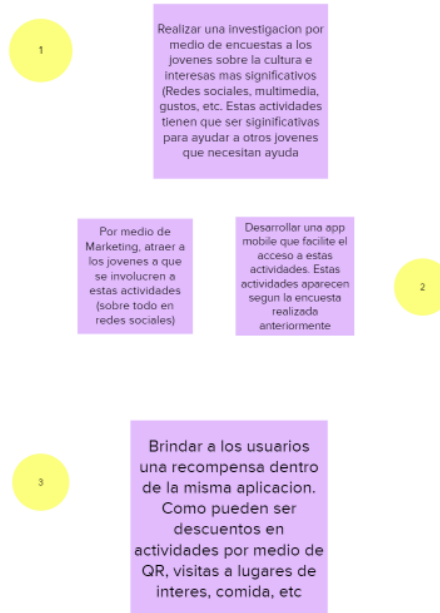 1
Realizar una investigacion por
medio de encuestas a los
jovenes sobre la cultura e
interesas mas significativos
(Redes sociales, multimedia,
gustos, etc. Estas actividades
tienen que ser siginificativas
para ayudar a otros jovenes
que necesitan ayuda
Por medio de
Marketing, atraer a
los jovenes a que
se involucren a
estas actividades
(sobre todo en
redes sociales)
Desarrollar una app
mobile que facilite el
acceso a estas
actividades. Estas
actividades aparecen
segun la encuesta
realizada
anteriormente
2
3
Brindar a los usuarios
una recompensa dentro
de la misma aplicacion.
Como pueden ser
descuentos en
actividades por medio de
QR, visitas a lugares de
interes, comida, etc